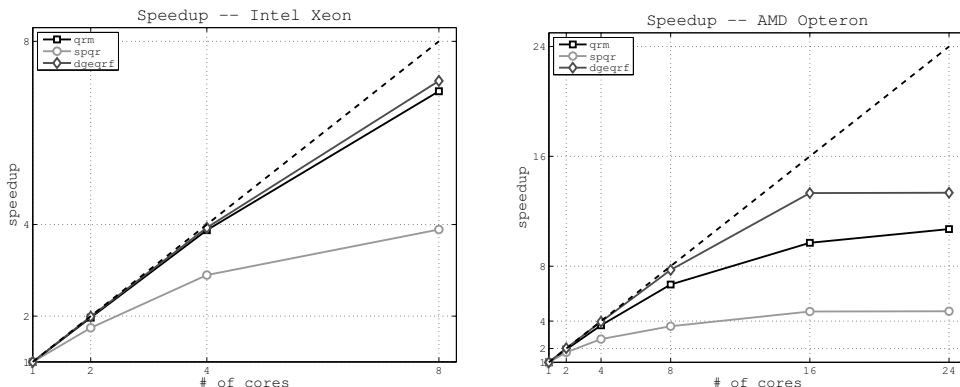 Speedup -- Intel Xeon
8
qrm
spqr
dgeqrf
speedup
4
2
1
1 2 4 8
# of cores
Speedup -- AMD Opteron
24
qrm
spqr
dgeqrf
16
speedup
8
4
2
1
1 2 4 8 16 24
# of cores